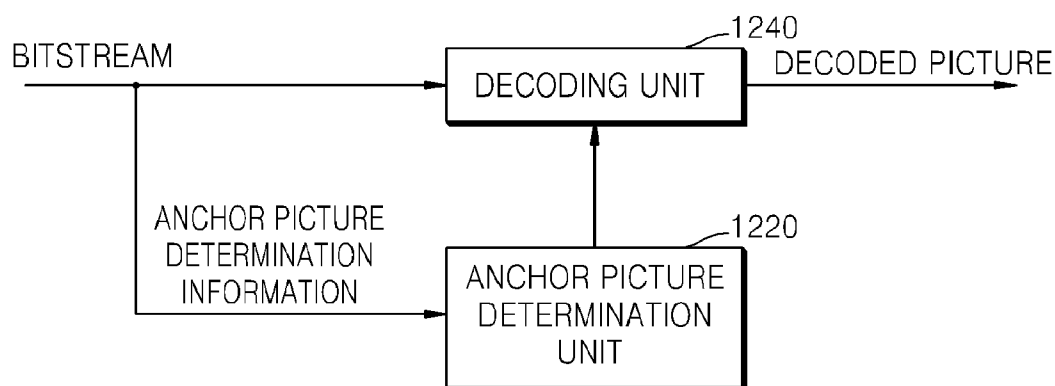 1240
BITSTREAM
DECODING UNIT
DECODED PICTURE
1220
ANCHOR PICTURE
DETERMINATION
INFORMATION
ANCHOR PICTURE
DETERMINATION
UNIT